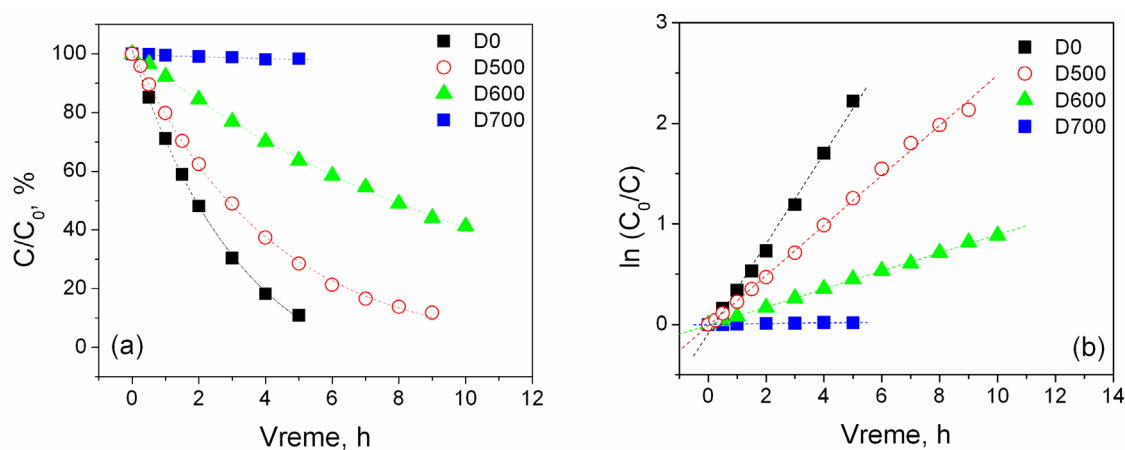 D0
D500
D600
D700
100
80
60
40
20
0
C/C0, %
(a)
0 2 4 6 8 10 12
Vreme, h
D0
D500
D600
D700
3
2
1
0
ln (C0/C)
(b)
0 2 4 6 8 10 12 14
Vreme, h